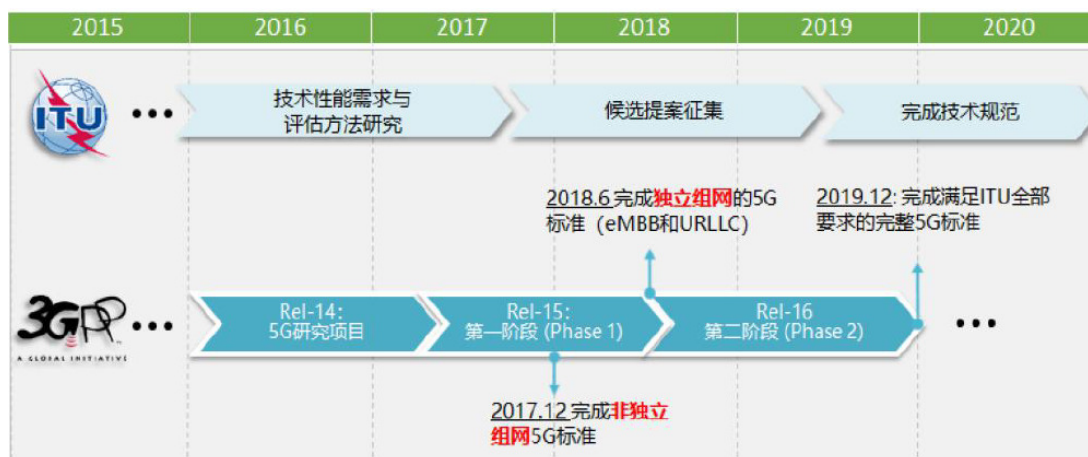 2015 2016 2017 2018 2019 2020
ITU
•••
技术性能需求与
评估方法研究
候选提案征集
完成技术规范
2018.6 完成独立组网的5G
标准（eMBB和URLLC）
2019.12: 完成满足ITU全部
要求的完整5G标准
3GPP
A GLOBAL INITIATIVE
•••
Rel-14:
5G研究项目
Rel-15:
第一阶段 (Phase 1)
Rel-16
第二阶段 (Phase 2)
•••
2017.12 完成非独立
组网5G标准